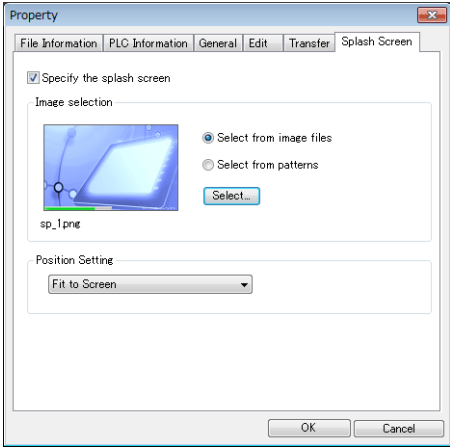 Property
File Information PLC Information General Edit Transfer Splash Screen
Specify the splash screen
Image selection
Select from image files
Select from patterns
Select...
sp_1.png
Position Setting
Fit to Screen
OK Cancel